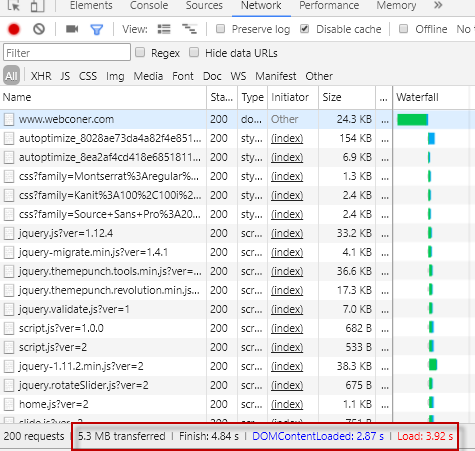 Elements Sources Network Performance Memory
Preserve log Disable cache Offline No
Filter Regex Hide data URLs
All XHR JS CSS Img Media Font Doc WS Manifest Other
Name Sta... Type Initiator Size ... Waterfall
www.webconer.com 200 do... Other 24.3 KB ...
autoptimize_8028ae73da4a82f4e851... 200 sty... (index) 154 KB ...
autoptimize_8ea2af4cd418e6851811... 200 sty... (index) 6.9 KB ...
css?family=Montserrat%3Aregular%... 200 sty... (index) 1.3 KB ...
css?family=Kanit%3A100%2C100i%2... 200 sty... (index) 2.4 KB ...
css?family=Source+Sans+Pro%3A20... 200 sty... (index) 2.4 KB ...
jquery.js?ver=1.12.4 200 scr... (index) 33.2 KB ...
jquery-migrate.min.js?ver=1.4.1 200 scr... (index) 4.1 KB ...
jquery.themepunch.tools.min.js?ver=... 200 scr... (index) 36.6 KB ...
jquery.themepunch.revolution.min.js... 200 scr... (index) 17.3 KB ...
jquery.validate.js?ver=1 200 scr... (index) 7.0 KB ...
script.js?ver=1.0.0 200 scr... (index) 682 B ...
script.js?ver=2 200 scr... (index) 533 B ...
jquery-1.11.2.min.js?ver=2 200 scr... (index) 38.3 KB ...
jquery.rotateSlider.js?ver=2 200 scr... (index) 675 B ...
home.js?ver=2 200 scr... (index) 1.1 KB ...
slide.js?ver=2 200 scr... (index) 751 B ...
200 requests | 5.3 MB transferred | Finish: 4.84 s | DOMContentLoaded: 2.87 s | Load: 3.92 s